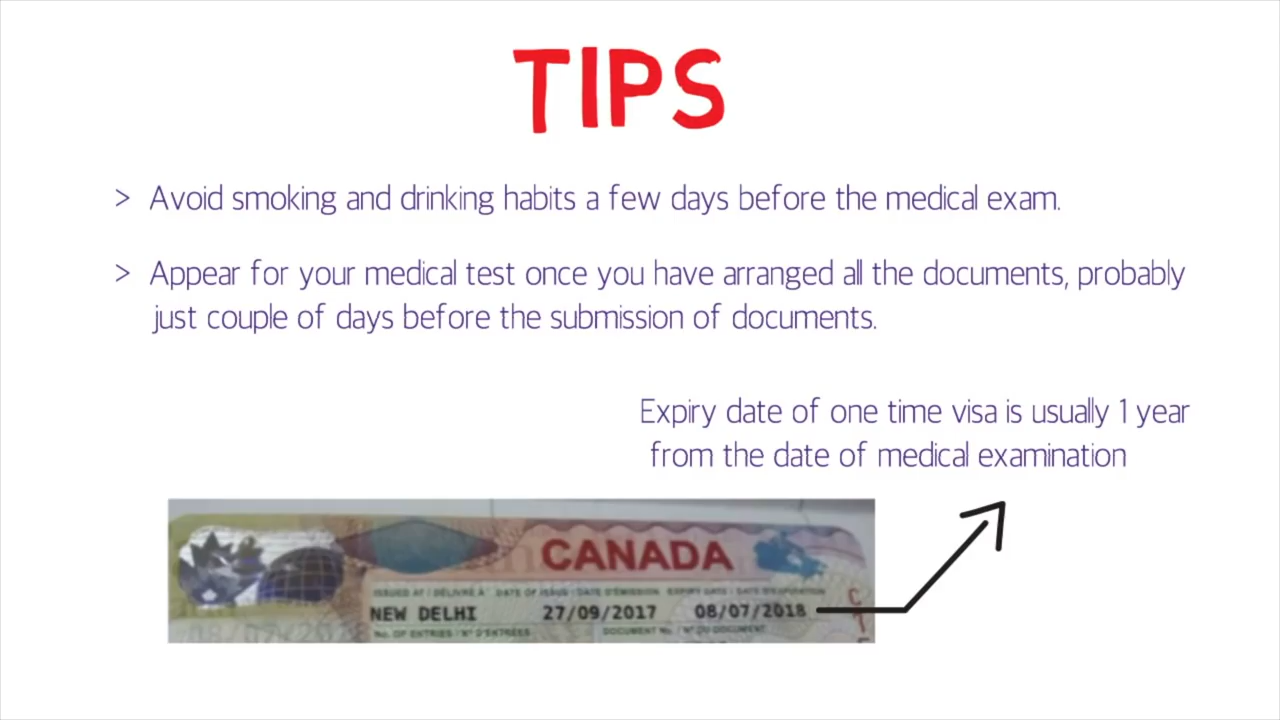 TIPS
> Avoid smoking and drinking habits a few days before the medical exam.
> Appear for your medical test once you have arranged all the documents, probably
just couple of days before the submission of documents.
Expiry date of one time visa is usually 1 year
from the date of medical examination
CANADA
ISSUED AT / DÉLIVRÉ À DATE OF ISSUE / DATE D'ÉMISSION EXPIRY DATE / DATE D'EXPIRATION
NEW DELHI 27/09/2017 08/07/2018
NO. OF ENTRIES / Nº D'ENTRÉES DOCUMENT No. / Nº DU DOCUMENT